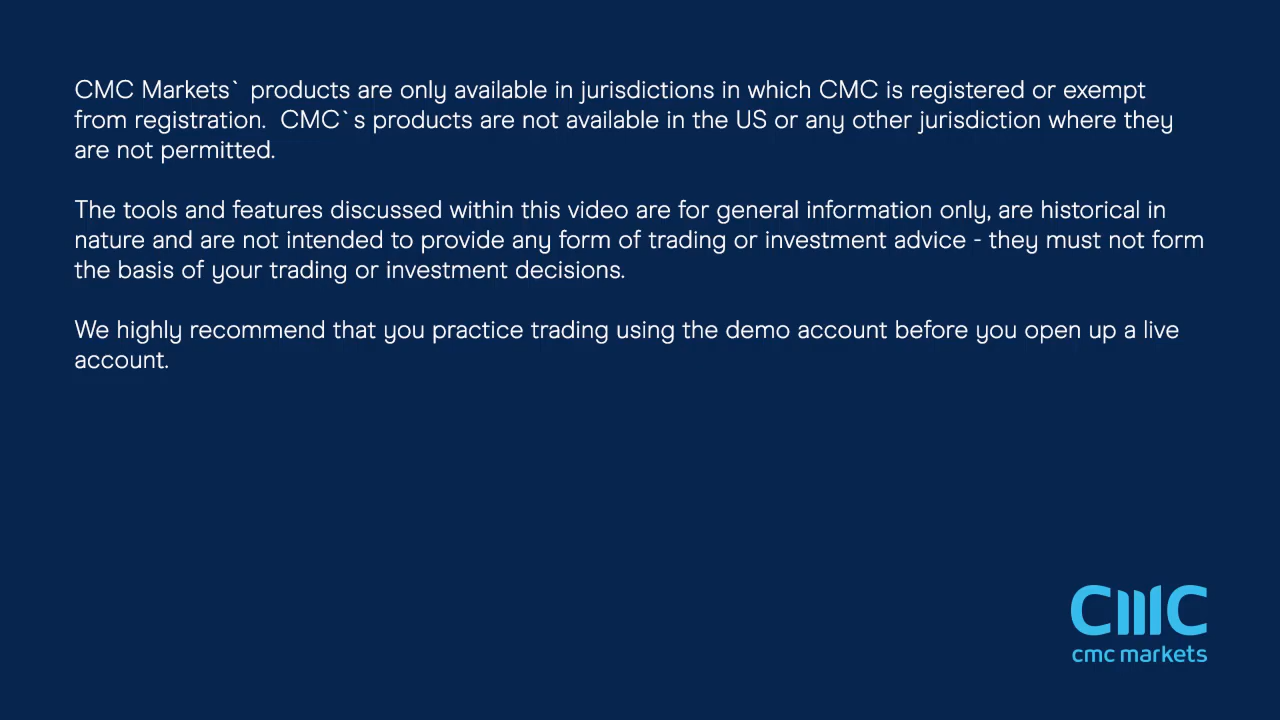 CMC Markets` products are only available in jurisdictions in which CMC is registered or exempt
from registration.  CMC`s products are not available in the US or any other jurisdiction where they
are not permitted.
The tools and features discussed within this video are for general information only, are historical in
nature and are not intended to provide any form of trading or investment advice - they must not form
the basis of your trading or investment decisions.
We highly recommend that you practice trading using the demo account before you open up a live
account.
CMC
cmc markets